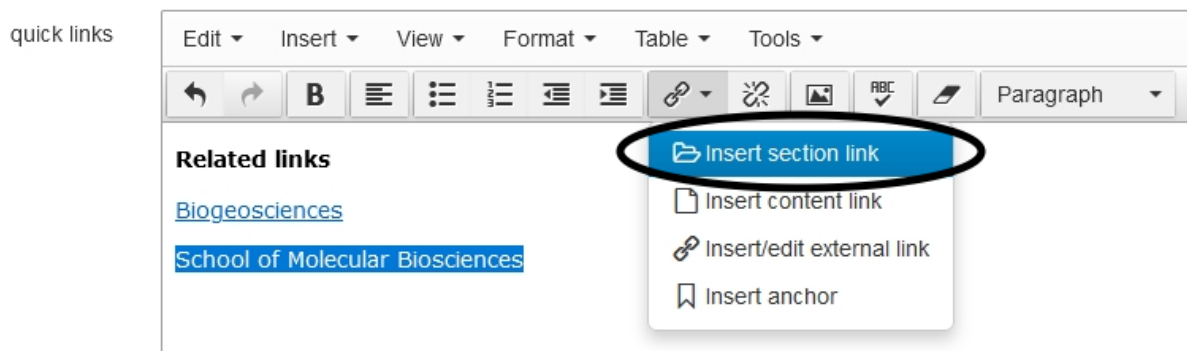 quick links
Edit Insert View Format Table Tools
B ABC Paragraph
Related links
Insert section link
Biogeosciences
Insert content link
School of Molecular Biosciences
Insert/edit external link
Insert anchor